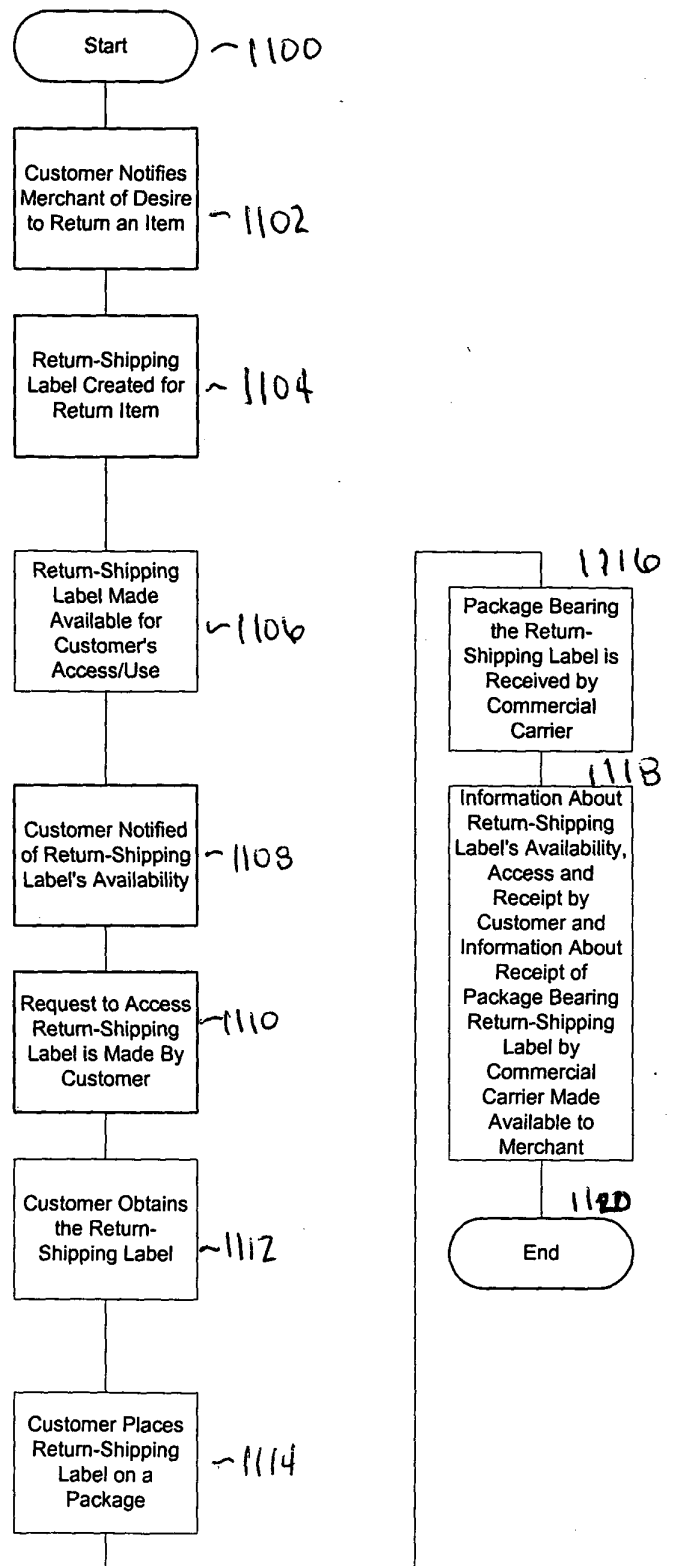 Start
~1100
Customer Notifies
Merchant of Desire
to Return an Item
~1102
Return-Shipping
Label Created for
Return Item
~1104
Return-Shipping
Label Made
Available for
Customer's
Access/Use
~1106
Customer Notified
of Return-Shipping
Label's Availability
~1108
Request to Access
Return-Shipping
Label is Made By
Customer
~1110
Customer Obtains
the Return-
Shipping Label
~1112
Customer Places
Return-Shipping
Label on a
Package
~1114
1116
Package Bearing
the Return-
Shipping Label is
Received by
Commercial
Carrier
1118
Information About
Return-Shipping
Label's Availability,
Access and
Receipt by
Customer and
Information About
Receipt of
Package Bearing
Return-Shipping
Label by
Commercial
Carrier Made
Available to
Merchant
1120
End